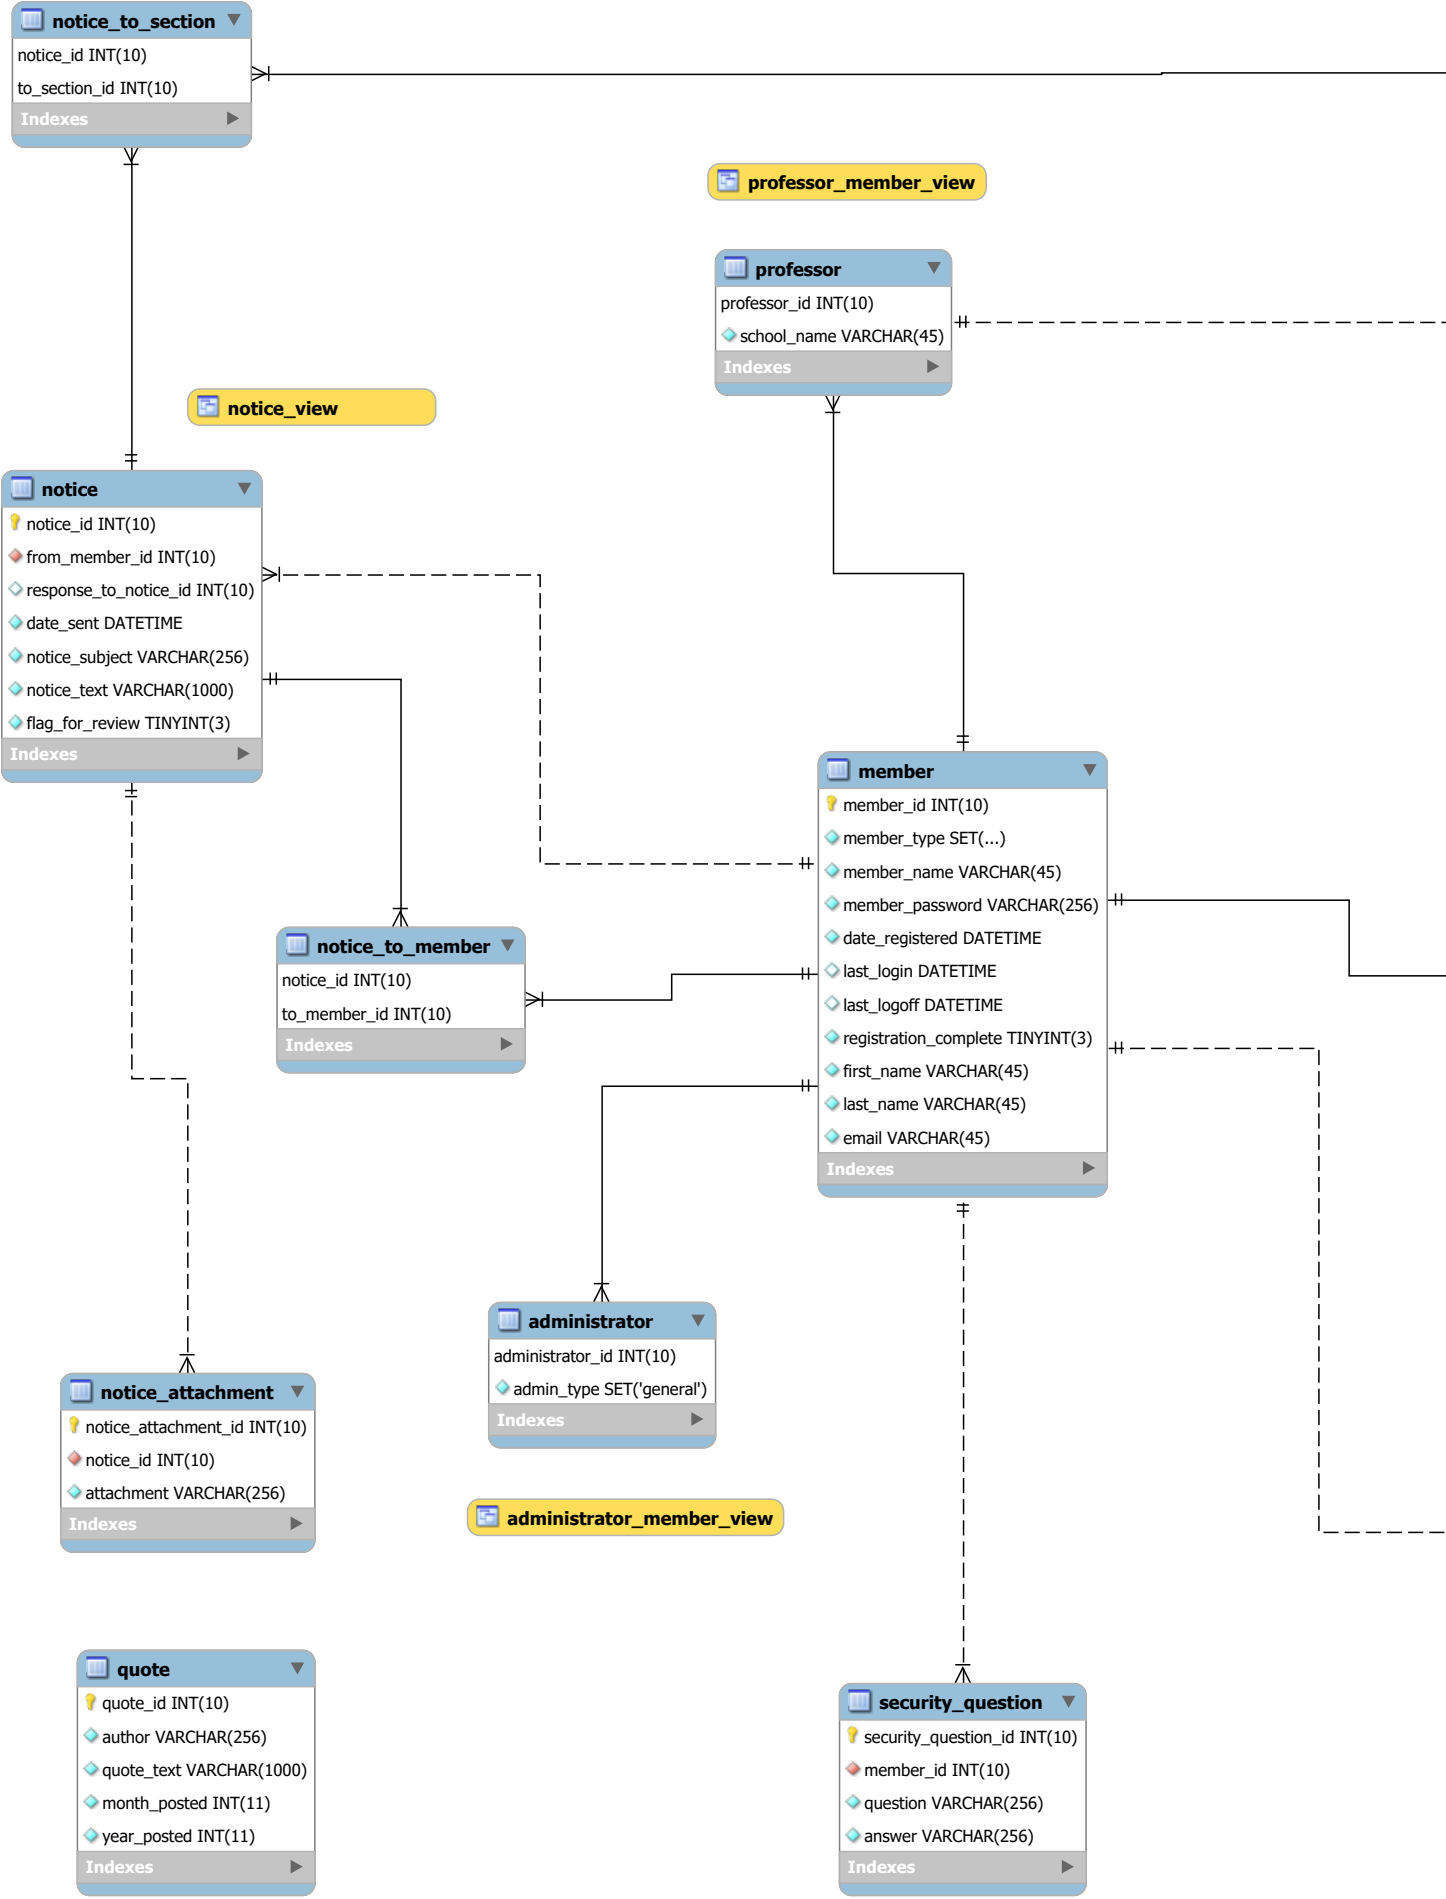 notice_to_section
notice_id INT(10)
to_section_id INT(10)
Indexes
professor_member_view
professor
professor_id INT(10)
school_name VARCHAR(45)
Indexes
notice_view
notice
notice_id INT(10)
from_member_id INT(10)
response_to_notice_id INT(10)
date_sent DATETIME
notice_subject VARCHAR(256)
notice_text VARCHAR(1000)
flag_for_review TINYINT(3)
Indexes
member
member_id INT(10)
member_type SET(...)
member_name VARCHAR(45)
member_password VARCHAR(256)
date_registered DATETIME
last_login DATETIME
last_logoff DATETIME
registration_complete TINYINT(3)
first_name VARCHAR(45)
last_name VARCHAR(45)
email VARCHAR(45)
Indexes
notice_to_member
notice_id INT(10)
to_member_id INT(10)
Indexes
administrator
administrator_id INT(10)
admin_type SET('general')
Indexes
notice_attachment
notice_attachment_id INT(10)
notice_id INT(10)
attachment VARCHAR(256)
Indexes
administrator_member_view
quote
quote_id INT(10)
author VARCHAR(256)
quote_text VARCHAR(1000)
month_posted INT(11)
year_posted INT(11)
Indexes
security_question
security_question_id INT(10)
member_id INT(10)
question VARCHAR(256)
answer VARCHAR(256)
Indexes